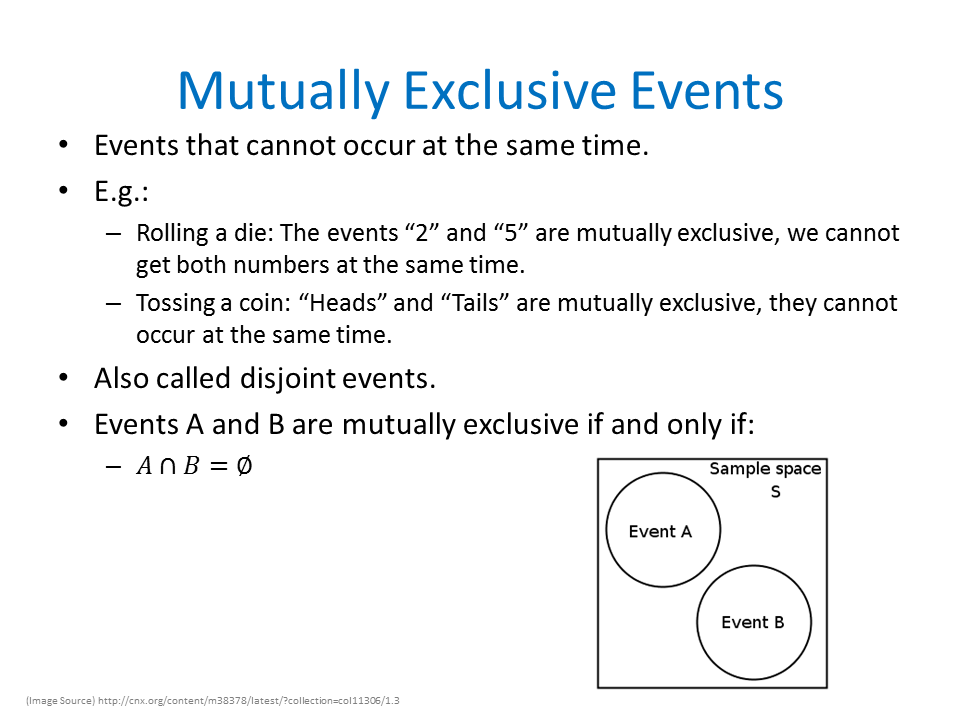 Mutually Exclusive Events
• Events that cannot occur at the same time.
• E.g.:
– Rolling a die: The events “2” and “5” are mutually exclusive, we cannot
get both numbers at the same time.
– Tossing a coin: “Heads” and “Tails” are mutually exclusive, they cannot
occur at the same time.
• Also called disjoint events.
• Events A and B are mutually exclusive if and only if:
– 𝐴 ∩ 𝐵 = ∅
Sample space
S
Event A
Event B
(Image Source) http://cnx.org/content/m38378/latest/?collection=col11306/1.3